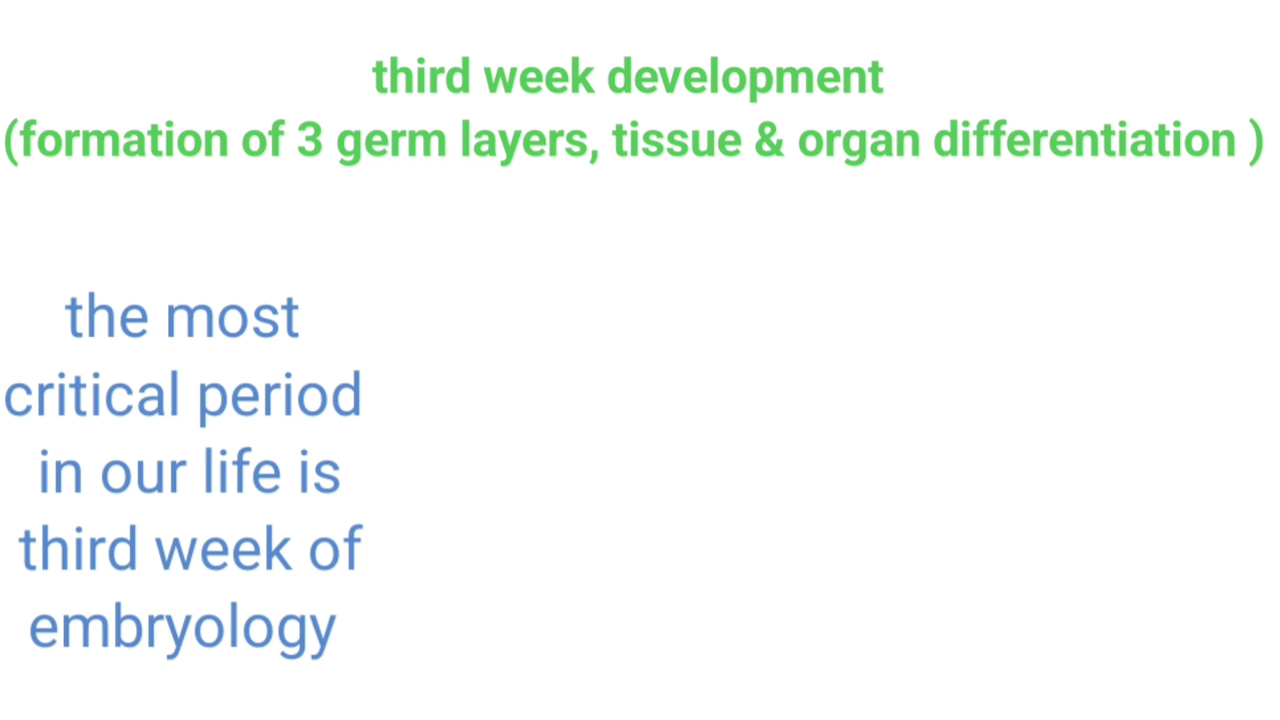 third week development
(formation of 3 germ layers, tissue & organ differentiation )
the most
critical period
in our life is
third week of
embryology